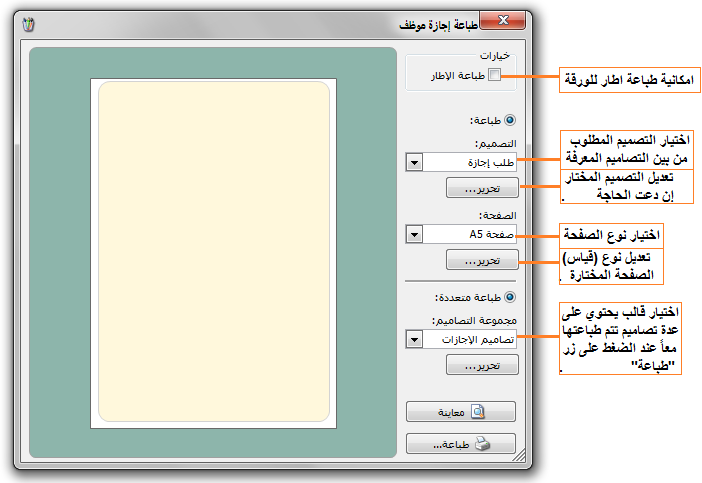 طباعة إجازة موظف
خيارات
طباعة الإطار
امكانية طباعة اطار للورقة
طباعة:
التصميم:
طلب إجازة
اختيار التصميم المطلوب
من بين التصاميم المعرفة
تحرير...
تعديل التصميم المختار
إن دعت الحاجة .
الصفحة:
صفحة A5
اختيار نوع الصفحة
تحرير...
تعديل نوع (قياس)
الصفحة المختارة .
طباعة متعددة:
مجموعة التصاميم:
تصاميم الإجازات
اختيار قالب يحتوي على
عدة تصاميم تتم طباعتها
معاً عند الضغط على زر
"طباعة" .
تحرير...
معاينة
طباعة...